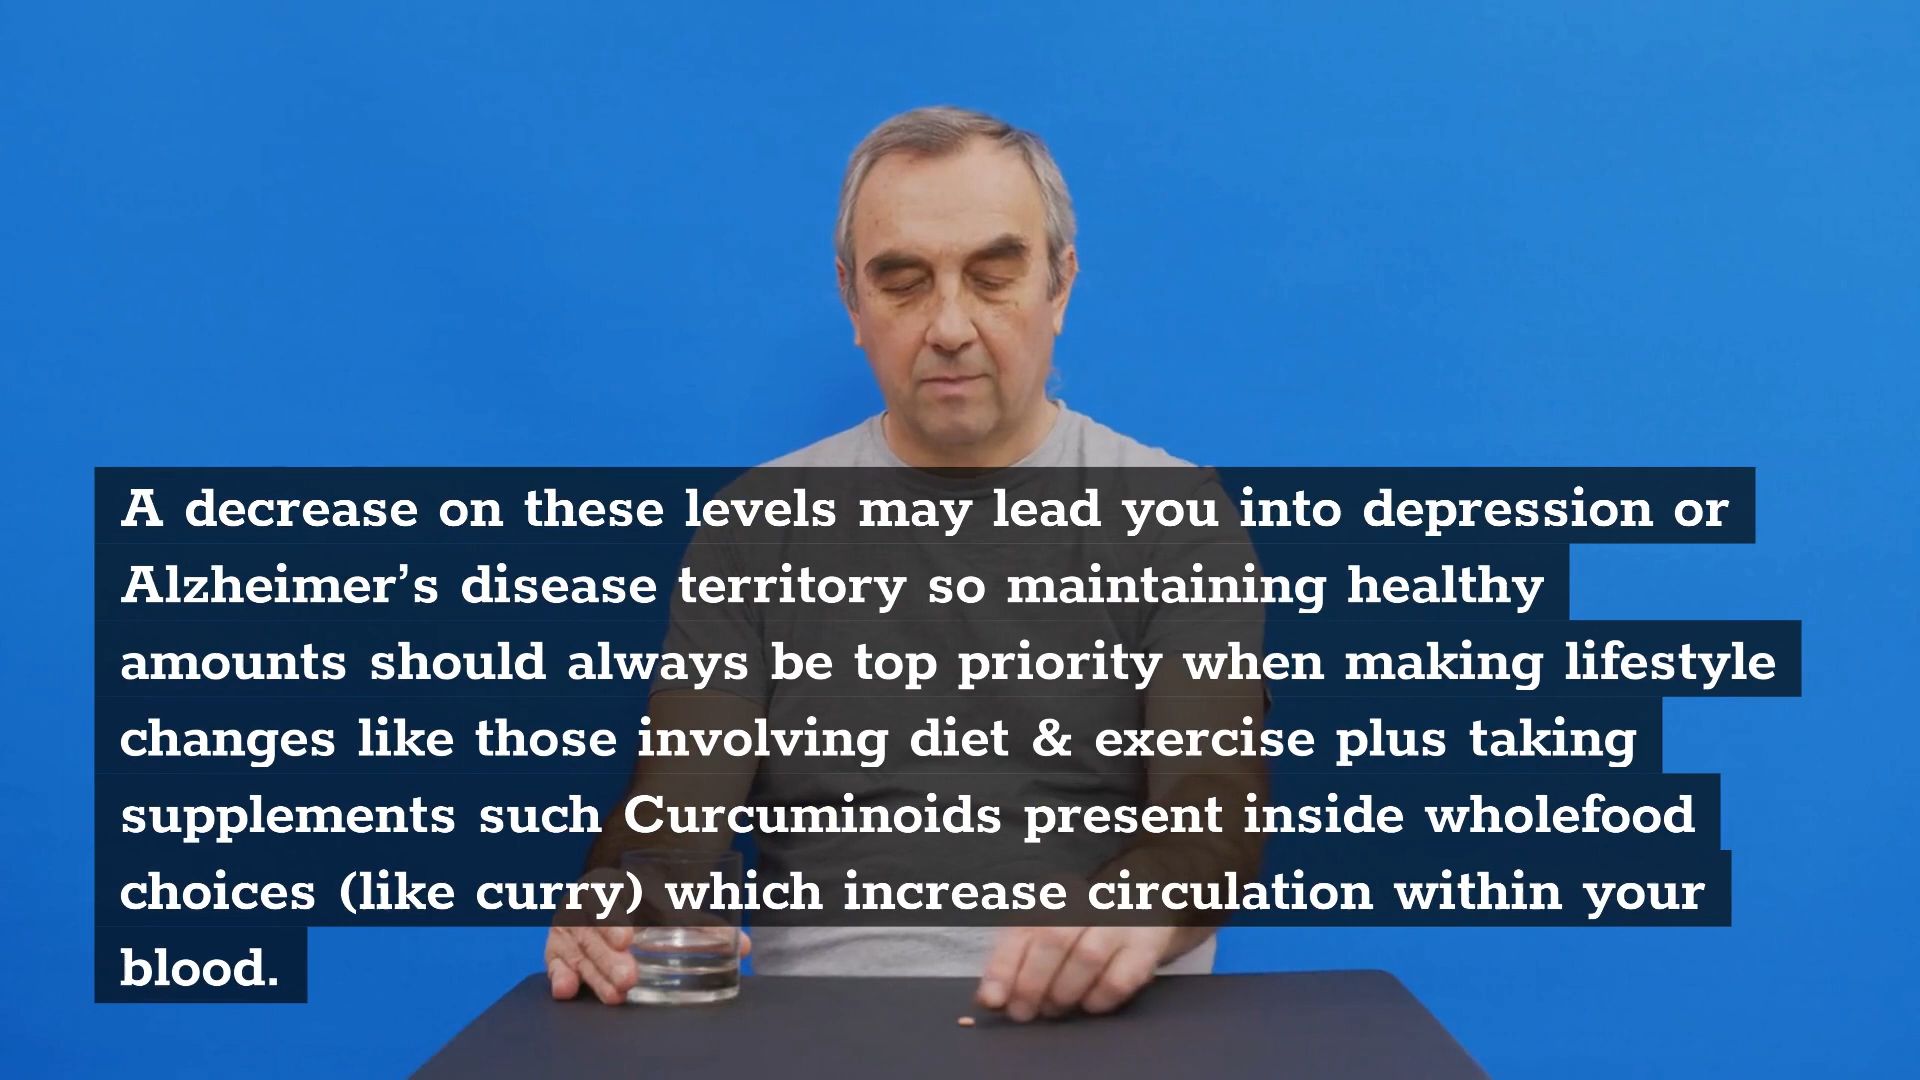 A decrease on these levels may lead you into depression or
Alzheimer’s disease territory so maintaining healthy
amounts should always be top priority when making lifestyle
changes like those involving diet & exercise plus taking
supplements such Curcuminoids present inside wholefood
choices (like curry) which increase circulation within your
blood.